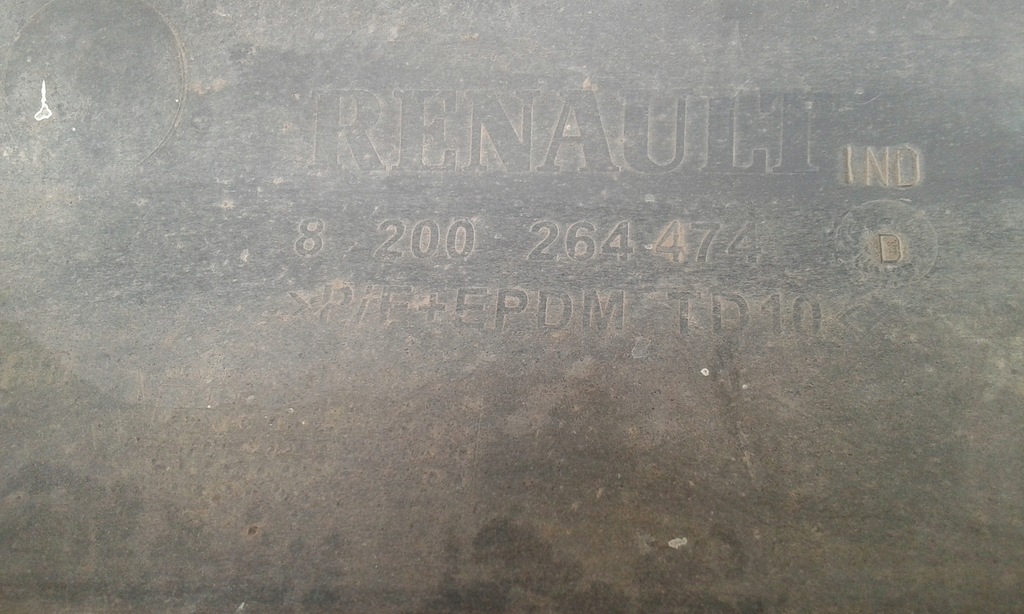 RENAULT
IND
8 200 264 474 D
>P/E+EPDM TD10<